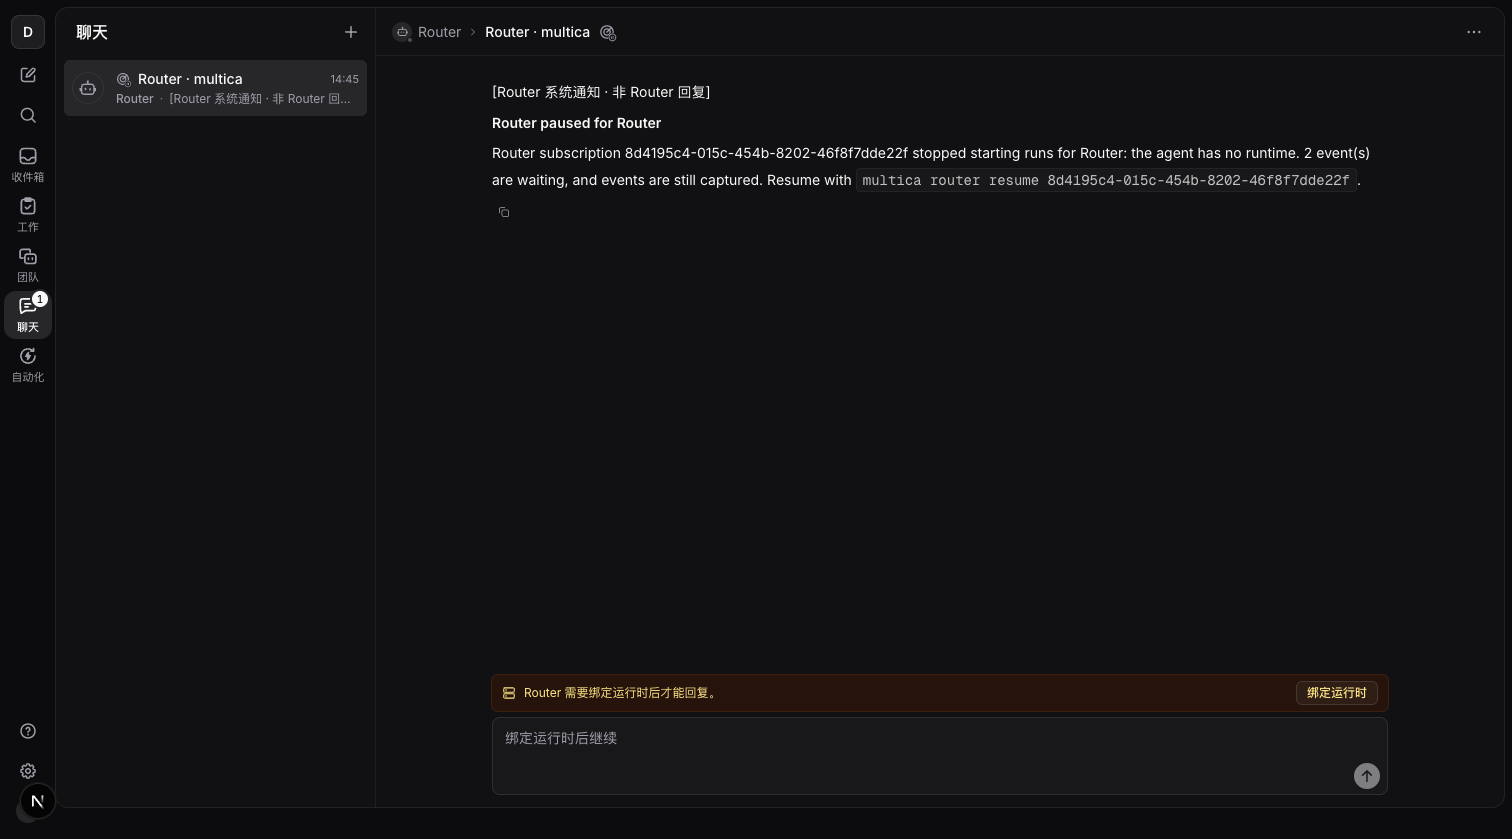 D
聊天
Router · multica
14:45
Router · [Router 系统通知 · 非 Router 回...
收件箱
工作
团队
1
聊天
自动化
N
Router
Router · multica
[Router 系统通知 · 非 Router 回复]
Router paused for Router
Router subscription 8d4195c4-015c-454b-8202-46f8f7dde22f stopped starting runs for Router: the agent has no runtime. 2 event(s)
are waiting, and events are still captured. Resume with multica router resume 8d4195c4-015c-454b-8202-46f8f7dde22f.
Router 需要绑定运行时后才能回复。
绑定运行时
绑定运行时后继续